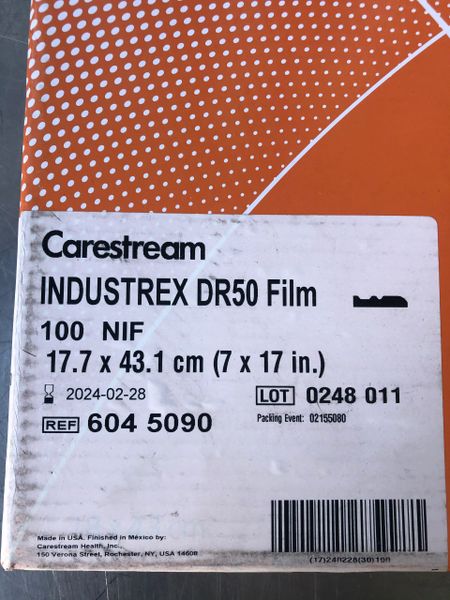 Carestream
INDUSTREX DR50 Film
100 NIF
17.7 x 43.1 cm (7 x 17 in.)
2024-02-28
LOT 0248 011
Packing Event: 02155080
REF 604 5090
Made in USA. Finished in México by:
Carestream Health, Inc.,
150 Verona Street, Rochester, NY, USA 14608
(17)240228(30)100